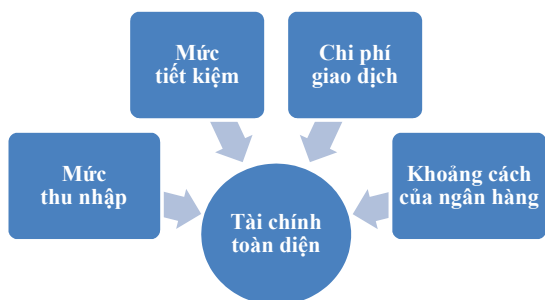 Mức
tiết kiệm
Chi phí
giao dịch
Mức
thu nhập
Khoảng cách
của ngân hàng
Tài chính
toàn diện